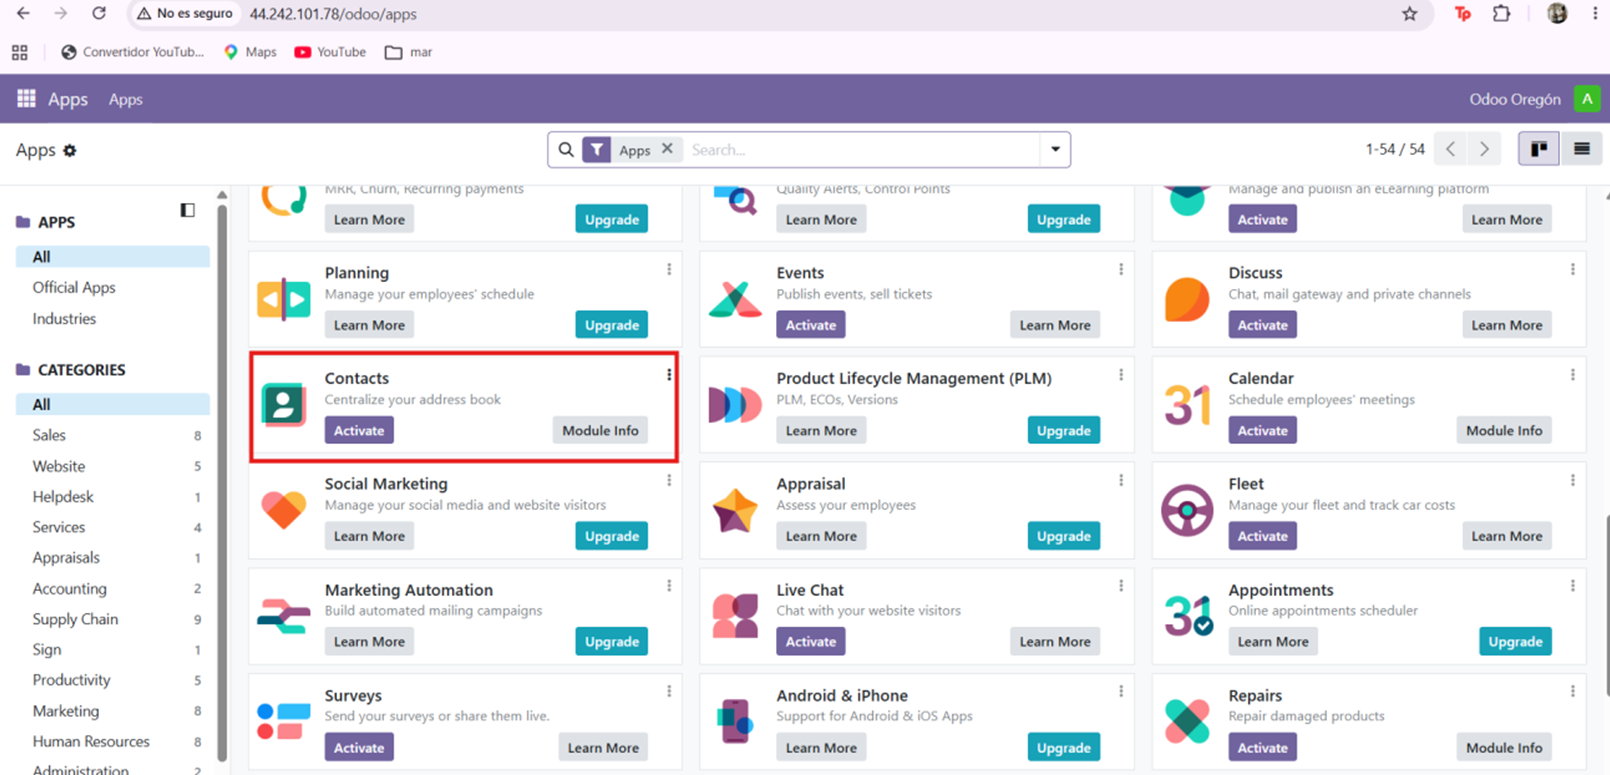 No es seguro 44.242.101.78/odoo/apps
Convertidor YouTub... Maps YouTube mar
Apps Apps Odoo Oregón A
Apps Apps Search... 1-54 / 54
APPS
All
Official Apps
Industries
CATEGORIES
All
Sales 8
Website 5
Helpdesk 1
Services 4
Appraisals 1
Accounting 2
Supply Chain 9
Sign 1
Productivity 5
Marketing 8
Human Resources 8
Administration 2
MRR, Churn, Recurring payments
Learn More Upgrade
Quality Alerts, Control Points
Learn More Upgrade
Manage and publish an eLearning platform
Activate Learn More
Planning
Manage your employees' schedule
Learn More Upgrade
Events
Publish events, sell tickets
Activate Learn More
Discuss
Chat, mail gateway and private channels
Activate Learn More
Contacts
Centralize your address book
Activate Module Info
Product Lifecycle Management (PLM)
PLM, ECOs, Versions
Learn More Upgrade
31
Calendar
Schedule employees' meetings
Activate Module Info
Social Marketing
Manage your social media and website visitors
Learn More Upgrade
Appraisal
Assess your employees
Learn More Upgrade
Fleet
Manage your fleet and track car costs
Activate Learn More
Marketing Automation
Build automated mailing campaigns
Learn More Upgrade
Live Chat
Chat with your website visitors
Activate Learn More
31
Appointments
Online appointments scheduler
Learn More Upgrade
Surveys
Send your surveys or share them live.
Activate Learn More
Android & iPhone
Support for Android & iOS Apps
Learn More Upgrade
Repairs
Repair damaged products
Activate Module Info